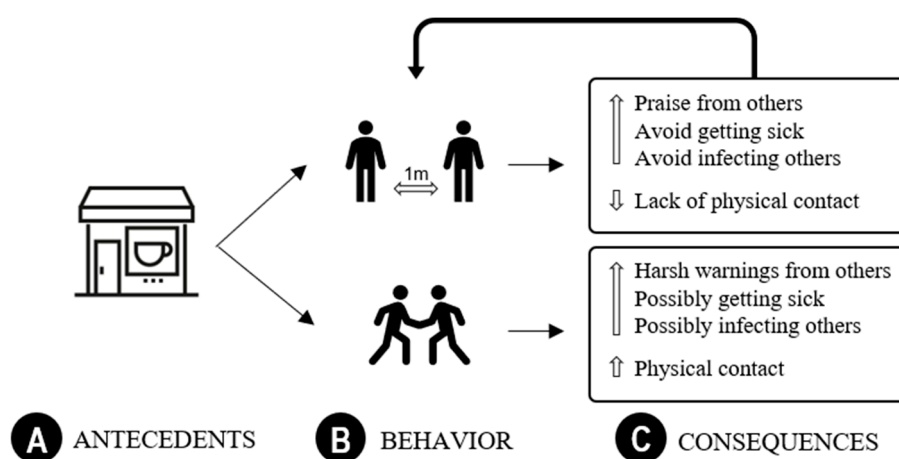 1m
Praise from others
Avoid getting sick
Avoid infecting others
Lack of physical contact
Harsh warnings from others
Possibly getting sick
Possibly infecting others
Physical contact
A ANTECEDENTS
B BEHAVIOR
C CONSEQUENCES